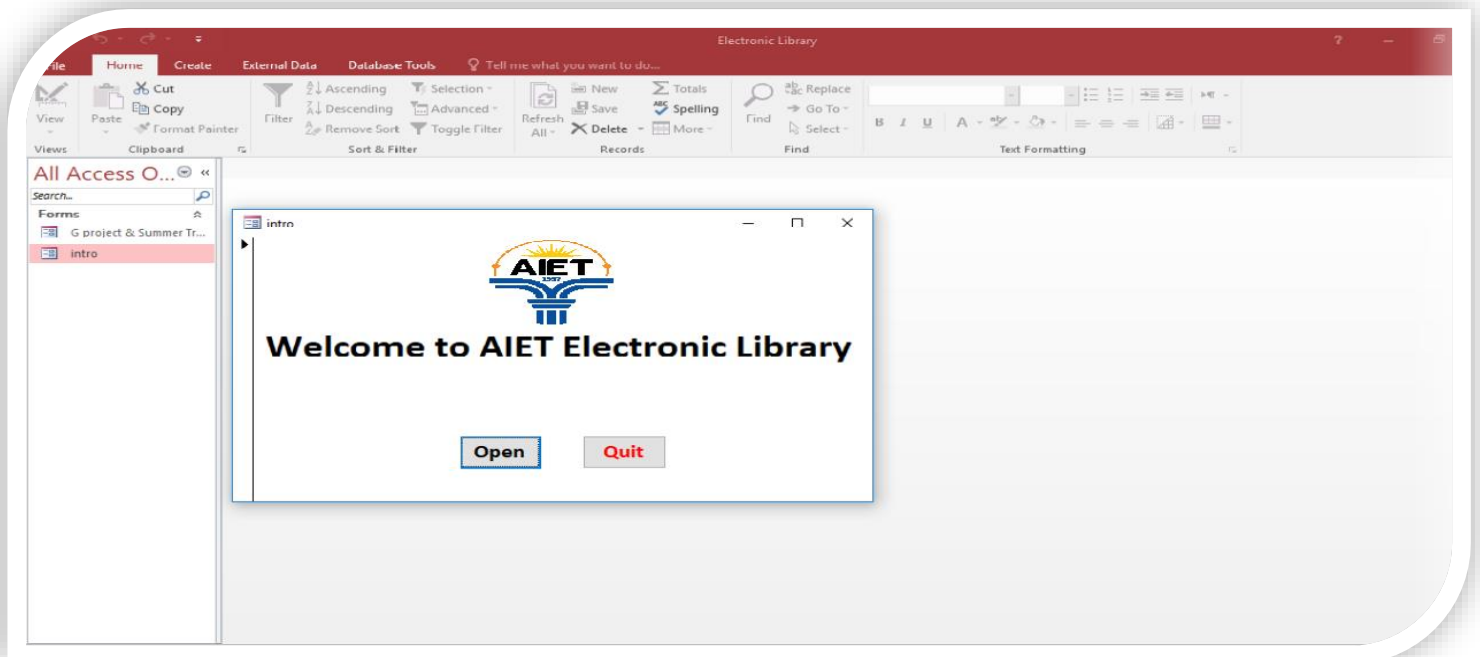 Electronic Library
File Home Create External Data Database Tools Tell me what you want to do...
View
Paste
Cut
Copy
Format Painter
Filter
Ascending
Descending
Remove Sort
Selection
Advanced
Toggle Filter
Refresh All
New
Save
Delete
Totals
Spelling
More
Find
Replace
Go To
Select
B I U A
Views Clipboard Sort & Filter Records Find Text Formatting
All Access O...
Search...
Forms
G project & Summer Tr...
intro
intro
AIET
1997
Welcome to AIET Electronic Library
Open Quit